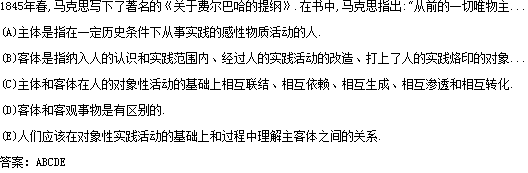 1845年春,马克思写下了著名的《关于费尔巴哈的提纲》.在书中,马克思指出:"从前的一切唯物主...
(A)主体是指在一定历史条件下从事实践的感性物质活动的人.
(B)客体是指纳入人的认识和实践范围内、经过人的实践活动的改造、打上了人的实践烙印的对象...
(C)主体和客体在人的对象性活动的基础上相互联结、相互依赖、相互生成、相互渗透和相互转化.
(D)客体和客观事物是有区别的.
(E)人们应该在对象性实践活动的基础上和过程中理解主客体之间的关系.
答案: ABCDE